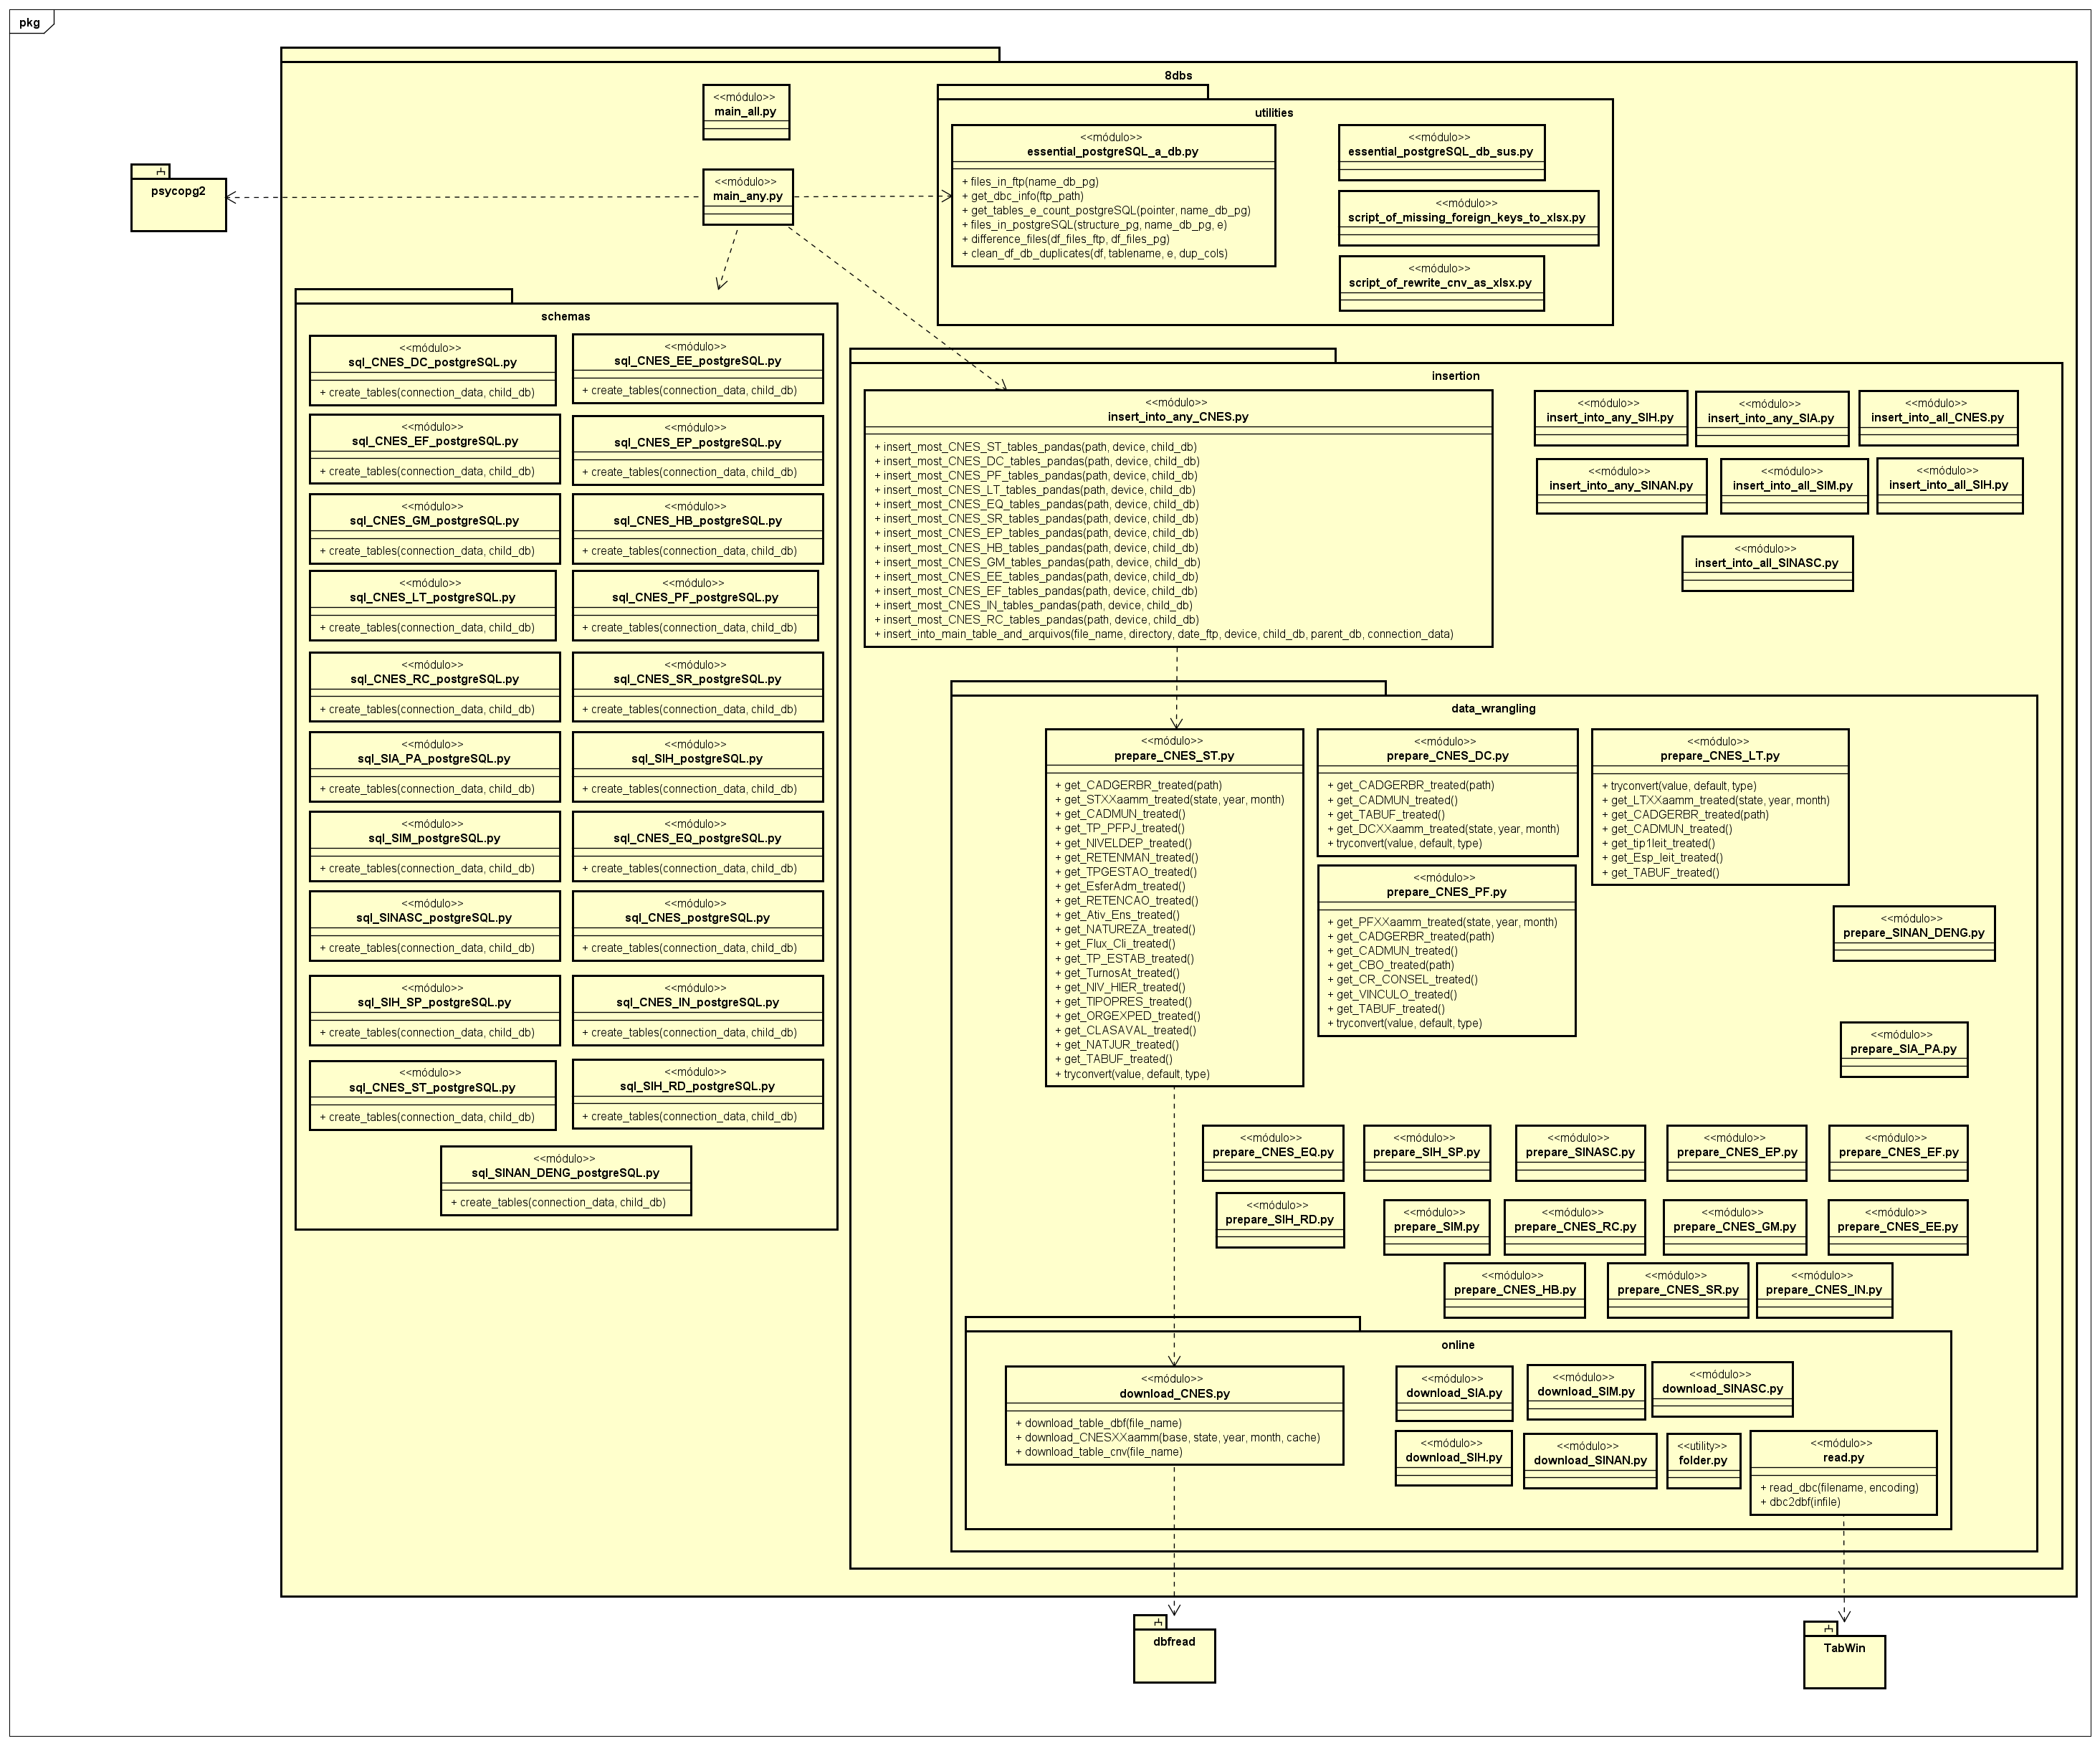 pkg
8dbs
<<módulo>>
main_all.py
<<módulo>>
main_any.py
psycopg2
utilities
<<módulo>>
essential_postgreSQL_a_db.py
+ files_in_ftp(name_db_pg)
+ get_dbc_info(ftp_path)
+ get_tables_e_count_postgreSQL(pointer, name_db_pg)
+ files_in_postgreSQL(structure_pg, name_db_pg, e)
+ difference_files(df_files_ftp, df_files_pg)
+ clean_df_db_duplicates(df, tablename, e, dup_cols)
<<módulo>>
essential_postgreSQL_db_sus.py
<<módulo>>
script_of_missing_foreign_keys_to_xlsx.py
<<módulo>>
script_of_rewrite_cnv_as_xlsx.py
schemas
<<módulo>>
sql_CNES_DC_postgreSQL.py
+ create_tables(connection_data, child_db)
<<módulo>>
sql_CNES_EE_postgreSQL.py
+ create_tables(connection_data, child_db)
<<módulo>>
sql_CNES_EF_postgreSQL.py
+ create_tables(connection_data, child_db)
<<módulo>>
sql_CNES_EP_postgreSQL.py
+ create_tables(connection_data, child_db)
<<módulo>>
sql_CNES_GM_postgreSQL.py
+ create_tables(connection_data, child_db)
<<módulo>>
sql_CNES_HB_postgreSQL.py
+ create_tables(connection_data, child_db)
<<módulo>>
sql_CNES_LT_postgreSQL.py
+ create_tables(connection_data, child_db)
<<módulo>>
sql_CNES_PF_postgreSQL.py
+ create_tables(connection_data, child_db)
<<módulo>>
sql_CNES_RC_postgreSQL.py
+ create_tables(connection_data, child_db)
<<módulo>>
sql_CNES_SR_postgreSQL.py
+ create_tables(connection_data, child_db)
<<módulo>>
sql_SIA_PA_postgreSQL.py
+ create_tables(connection_data, child_db)
<<módulo>>
sql_SIH_postgreSQL.py
+ create_tables(connection_data, child_db)
<<módulo>>
sql_SIM_postgreSQL.py
+ create_tables(connection_data, child_db)
<<módulo>>
sql_CNES_EQ_postgreSQL.py
+ create_tables(connection_data, child_db)
<<módulo>>
sql_SINASC_postgreSQL.py
+ create_tables(connection_data, child_db)
<<módulo>>
sql_CNES_postgreSQL.py
+ create_tables(connection_data, child_db)
<<módulo>>
sql_SIH_SP_postgreSQL.py
+ create_tables(connection_data, child_db)
<<módulo>>
sql_CNES_IN_postgreSQL.py
+ create_tables(connection_data, child_db)
<<módulo>>
sql_CNES_ST_postgreSQL.py
+ create_tables(connection_data, child_db)
<<módulo>>
sql_SIH_RD_postgreSQL.py
+ create_tables(connection_data, child_db)
<<módulo>>
sql_SINAN_DENG_postgreSQL.py
+ create_tables(connection_data, child_db)
insertion
<<módulo>>
insert_into_any_CNES.py
+ insert_most_CNES_ST_tables_pandas(path, device, child_db)
+ insert_most_CNES_DC_tables_pandas(path, device, child_db)
+ insert_most_CNES_PF_tables_pandas(path, device, child_db)
+ insert_most_CNES_LT_tables_pandas(path, device, child_db)
+ insert_most_CNES_EQ_tables_pandas(path, device, child_db)
+ insert_most_CNES_SR_tables_pandas(path, device, child_db)
+ insert_most_CNES_EP_tables_pandas(path, device, child_db)
+ insert_most_CNES_HB_tables_pandas(path, device, child_db)
+ insert_most_CNES_GM_tables_pandas(path, device, child_db)
+ insert_most_CNES_EE_tables_pandas(path, device, child_db)
+ insert_most_CNES_EF_tables_pandas(path, device, child_db)
+ insert_most_CNES_IN_tables_pandas(path, device, child_db)
+ insert_most_CNES_RC_tables_pandas(path, device, child_db)
+ insert_into_main_table_and_arquivos(file_name, directory, date_ftp, device, child_db, parent_db, connection_data)
<<módulo>>
insert_into_any_SIH.py
<<módulo>>
insert_into_any_SIA.py
<<módulo>>
insert_into_all_CNES.py
<<módulo>>
insert_into_any_SINAN.py
<<módulo>>
insert_into_all_SIM.py
<<módulo>>
insert_into_all_SIH.py
<<módulo>>
insert_into_all_SINASC.py
data_wrangling
<<módulo>>
prepare_CNES_ST.py
+ get_CADGERBR_treated(path)
+ get_STXXaamm_treated(state, year, month)
+ get_CADMUN_treated()
+ get_TP_PFPJ_treated()
+ get_NIVELDEP_treated()
+ get_RETENMAN_treated()
+ get_TPGESTAO_treated()
+ get_EsferAdm_treated()
+ get_RETENCAO_treated()
+ get_Ativ_Ens_treated()
+ get_NATUREZA_treated()
+ get_Flux_Cli_treated()
+ get_TP_ESTAB_treated()
+ get_TurnosAt_treated()
+ get_NIV_HIER_treated()
+ get_TIPOPRES_treated()
+ get_ORGEXPED_treated()
+ get_CLASAVAL_treated()
+ get_NATJUR_treated()
+ get_TABUF_treated()
+ tryconvert(value, default, type)
<<módulo>>
prepare_CNES_DC.py
+ get_CADGERBR_treated(path)
+ get_CADMUN_treated()
+ get_TABUF_treated()
+ get_DCXXaamm_treated(state, year, month)
+ tryconvert(value, default, type)
<<módulo>>
prepare_CNES_LT.py
+ tryconvert(value, default, type)
+ get_LTXXaamm_treated(state, year, month)
+ get_CADGERBR_treated(path)
+ get_CADMUN_treated()
+ get_tip1leit_treated()
+ get_Esp_leit_treated()
+ get_TABUF_treated()
<<módulo>>
prepare_CNES_PF.py
+ get_PFXXaamm_treated(state, year, month)
+ get_CADGERBR_treated(path)
+ get_CADMUN_treated()
+ get_CBO_treated(path)
+ get_CR_CONSEL_treated()
+ get_VINCULO_treated()
+ get_TABUF_treated()
+ tryconvert(value, default, type)
<<módulo>>
prepare_SINAN_DENG.py
<<módulo>>
prepare_SIA_PA.py
<<módulo>>
prepare_CNES_EQ.py
<<módulo>>
prepare_SIH_SP.py
<<módulo>>
prepare_SINASC.py
<<módulo>>
prepare_CNES_EP.py
<<módulo>>
prepare_CNES_EF.py
<<módulo>>
prepare_SIH_RD.py
<<módulo>>
prepare_SIM.py
<<módulo>>
prepare_CNES_RC.py
<<módulo>>
prepare_CNES_GM.py
<<módulo>>
prepare_CNES_EE.py
<<módulo>>
prepare_CNES_HB.py
<<módulo>>
prepare_CNES_SR.py
<<módulo>>
prepare_CNES_IN.py
online
<<módulo>>
download_CNES.py
+ download_table_dbf(file_name)
+ download_CNESXXaamm(base, state, year, month, cache)
+ download_table_cnv(file_name)
<<módulo>>
download_SIA.py
<<módulo>>
download_SIM.py
<<módulo>>
download_SINASC.py
<<módulo>>
download_SIH.py
<<módulo>>
download_SINAN.py
<<utility>>
folder.py
<<módulo>>
read.py
+ read_dbc(filename, encoding)
+ dbc2dbf(infile)
dbfread
TabWin